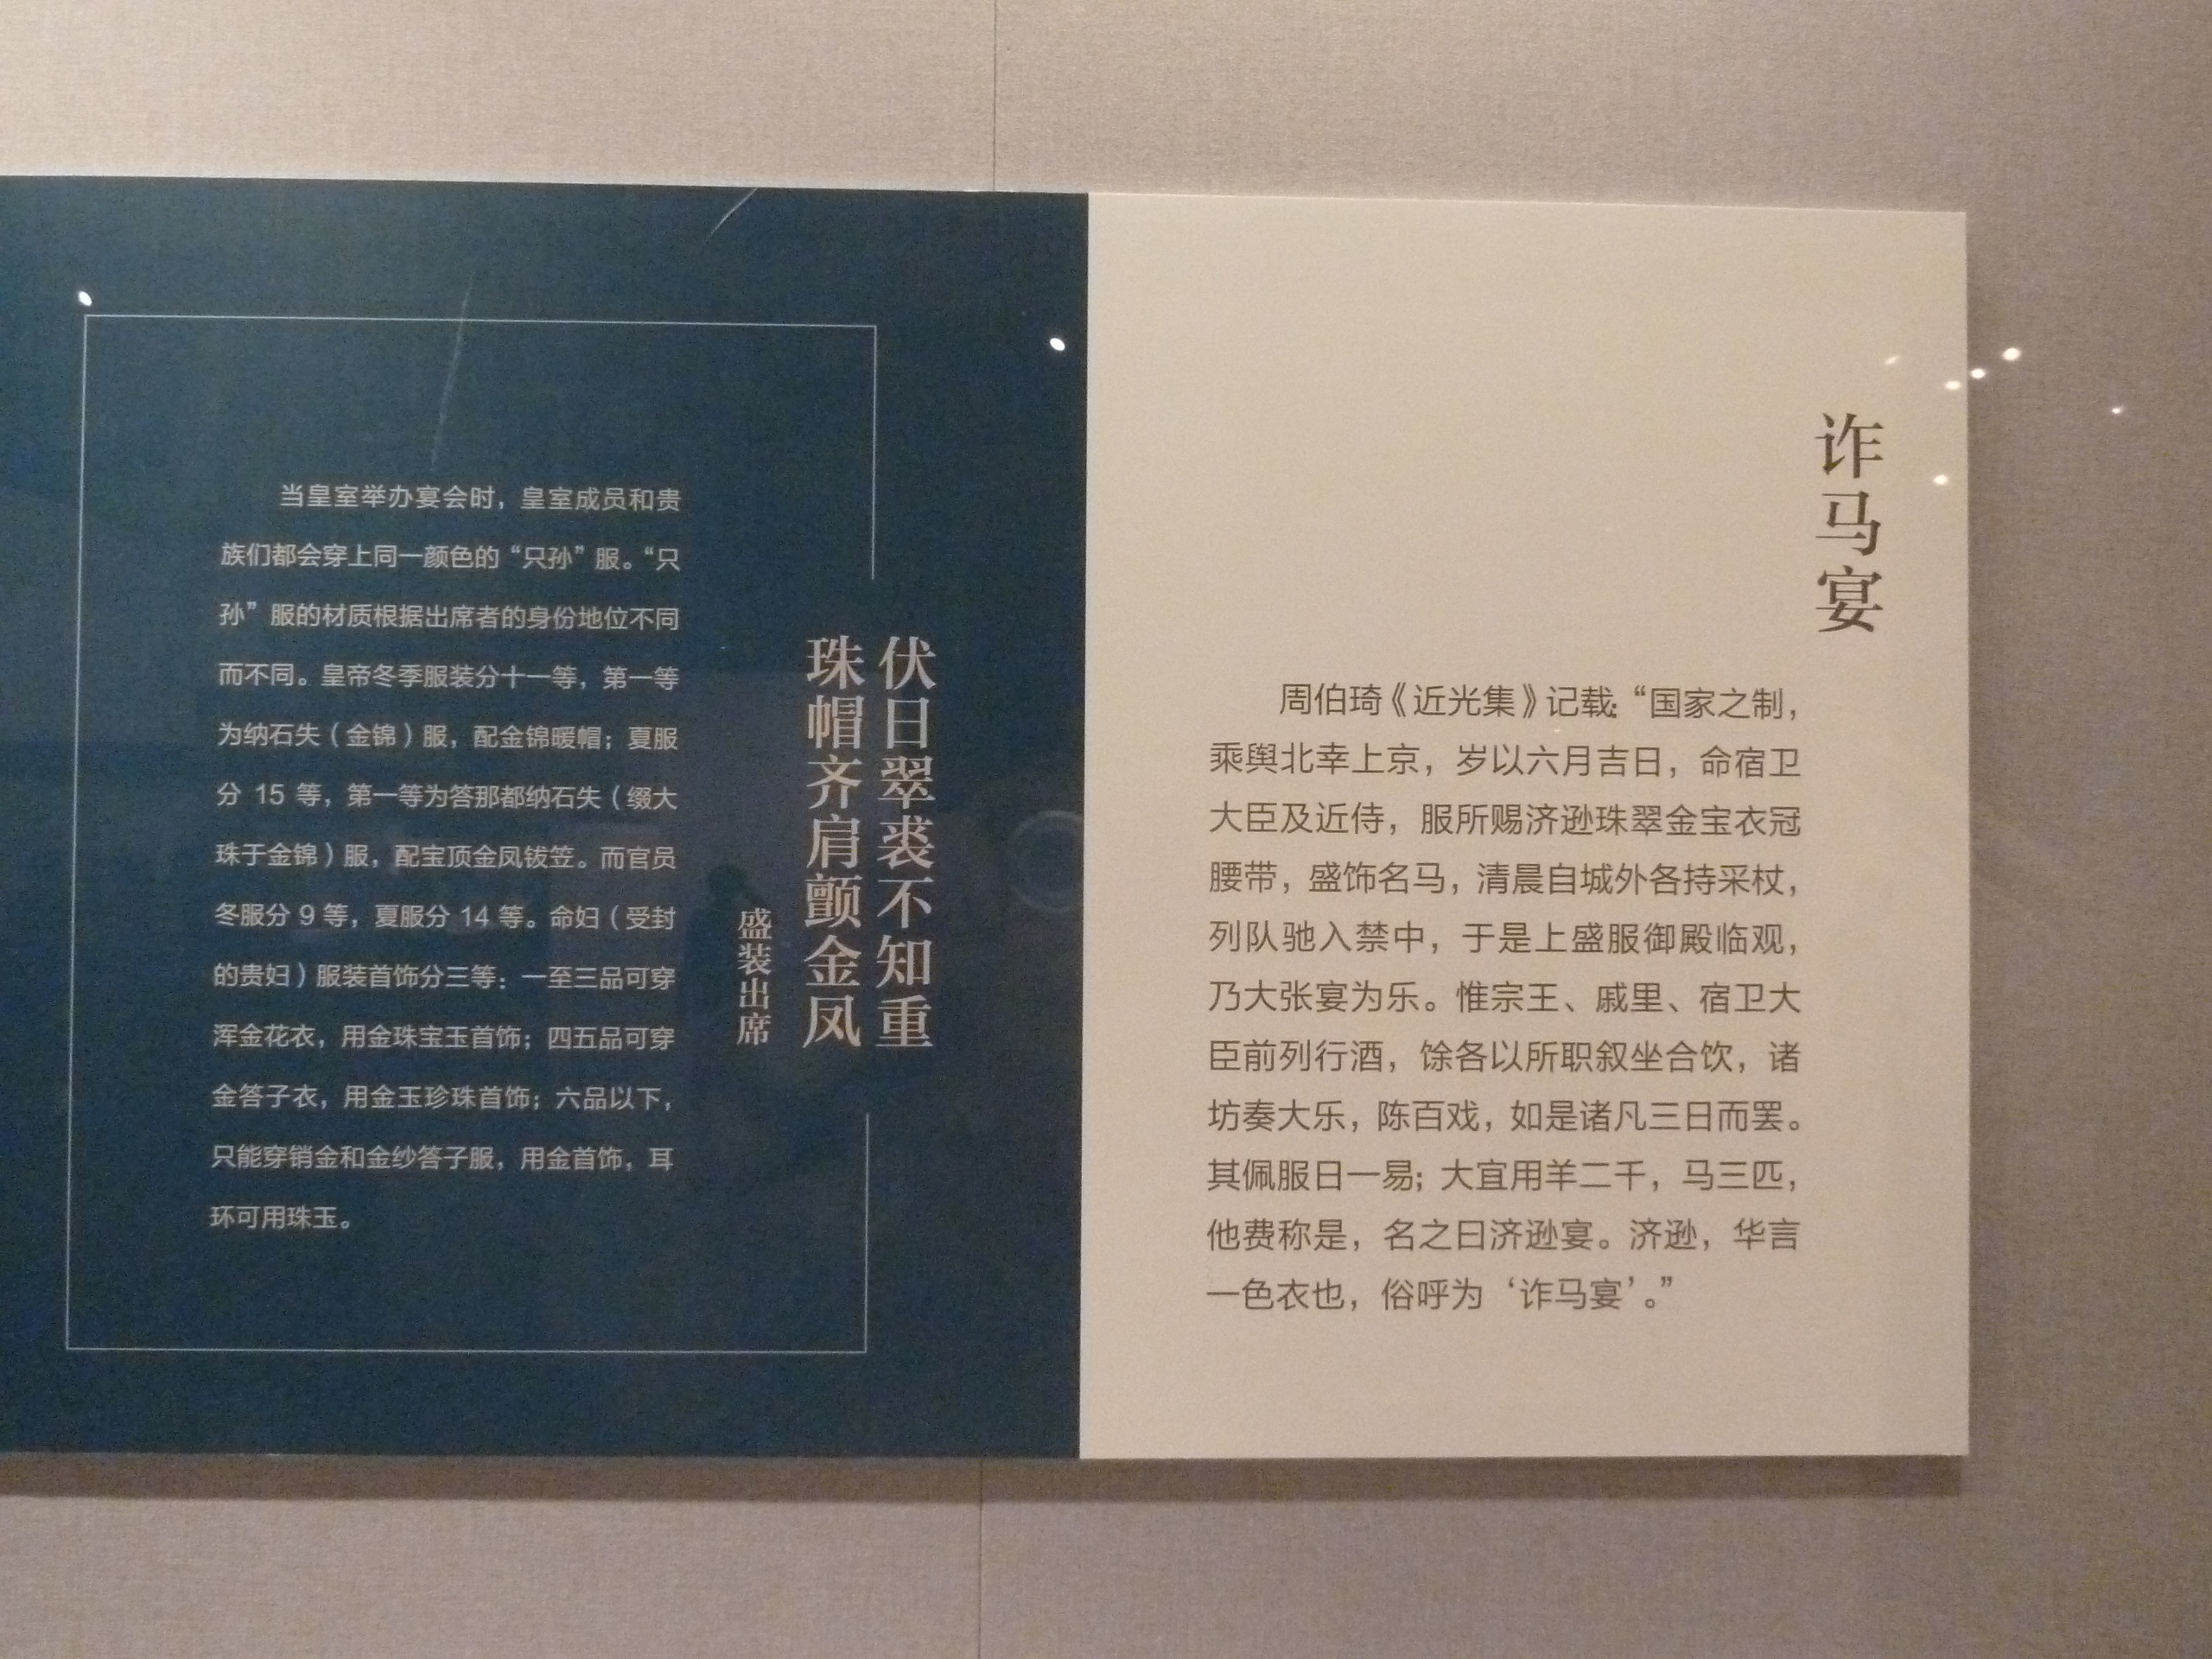 诈马宴
周伯琦《近光集》记载：“国家之制，
乘舆北幸上京，岁以六月吉日，命宿卫
大臣及近侍，服所赐济逊珠翠金宝衣冠
腰带，盛饰名马，清晨自城外各持采杖，
列队驰入禁中，于是上盛服御殿临观，
乃大张宴为乐。惟宗王、戚里、宿卫大
臣前列行酒，馀各以所职叙坐合饮，诸
坊奏大乐，陈百戏，如是诸凡三日而罢。
其佩服日一易；大宜用羊二千，马三匹，
他费称是，名之曰济逊宴。济逊，华言
一色衣也，俗呼为‘诈马宴’。”
伏日翠裘不知重
珠帽齐肩颤金凤
盛装出席
当皇室举办宴会时，皇室成员和贵
族们都会穿上同一颜色的“只孙”服。“只
孙”服的材质根据出席者的身份地位不同
而不同。皇帝冬季服装分十一等，第一等
为纳石失（金锦）服，配金锦暖帽；夏服
分 15 等，第一等为答那都纳石失（缀大
珠于金锦）服，配宝顶金凤钹笠。而官员
冬服分 9 等，夏服分 14 等。命妇（受封
的贵妇）服装首饰分三等：一至三品可穿
浑金花衣，用金珠宝玉首饰；四五品可穿
金答子衣，用金玉珍珠首饰；六品以下，
只能穿销金和金纱答子服，用金首饰，耳
环可用珠玉。